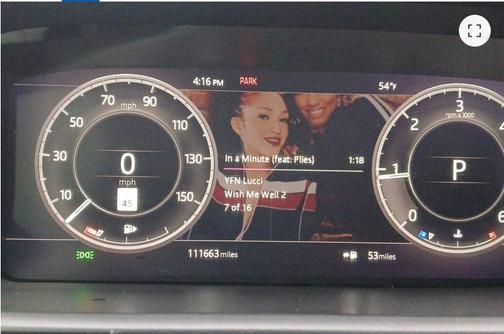 4:16 PM PARK 54°F
70 mph 90
50 110
30 130
10 150
0
mph
45
In a Minute (feat. Plies) 1:18
YFN Lucci
Wish Me Well 2
7 of 16
3
rpm x 1000
2
1
0
6
P
111663 miles
53 miles